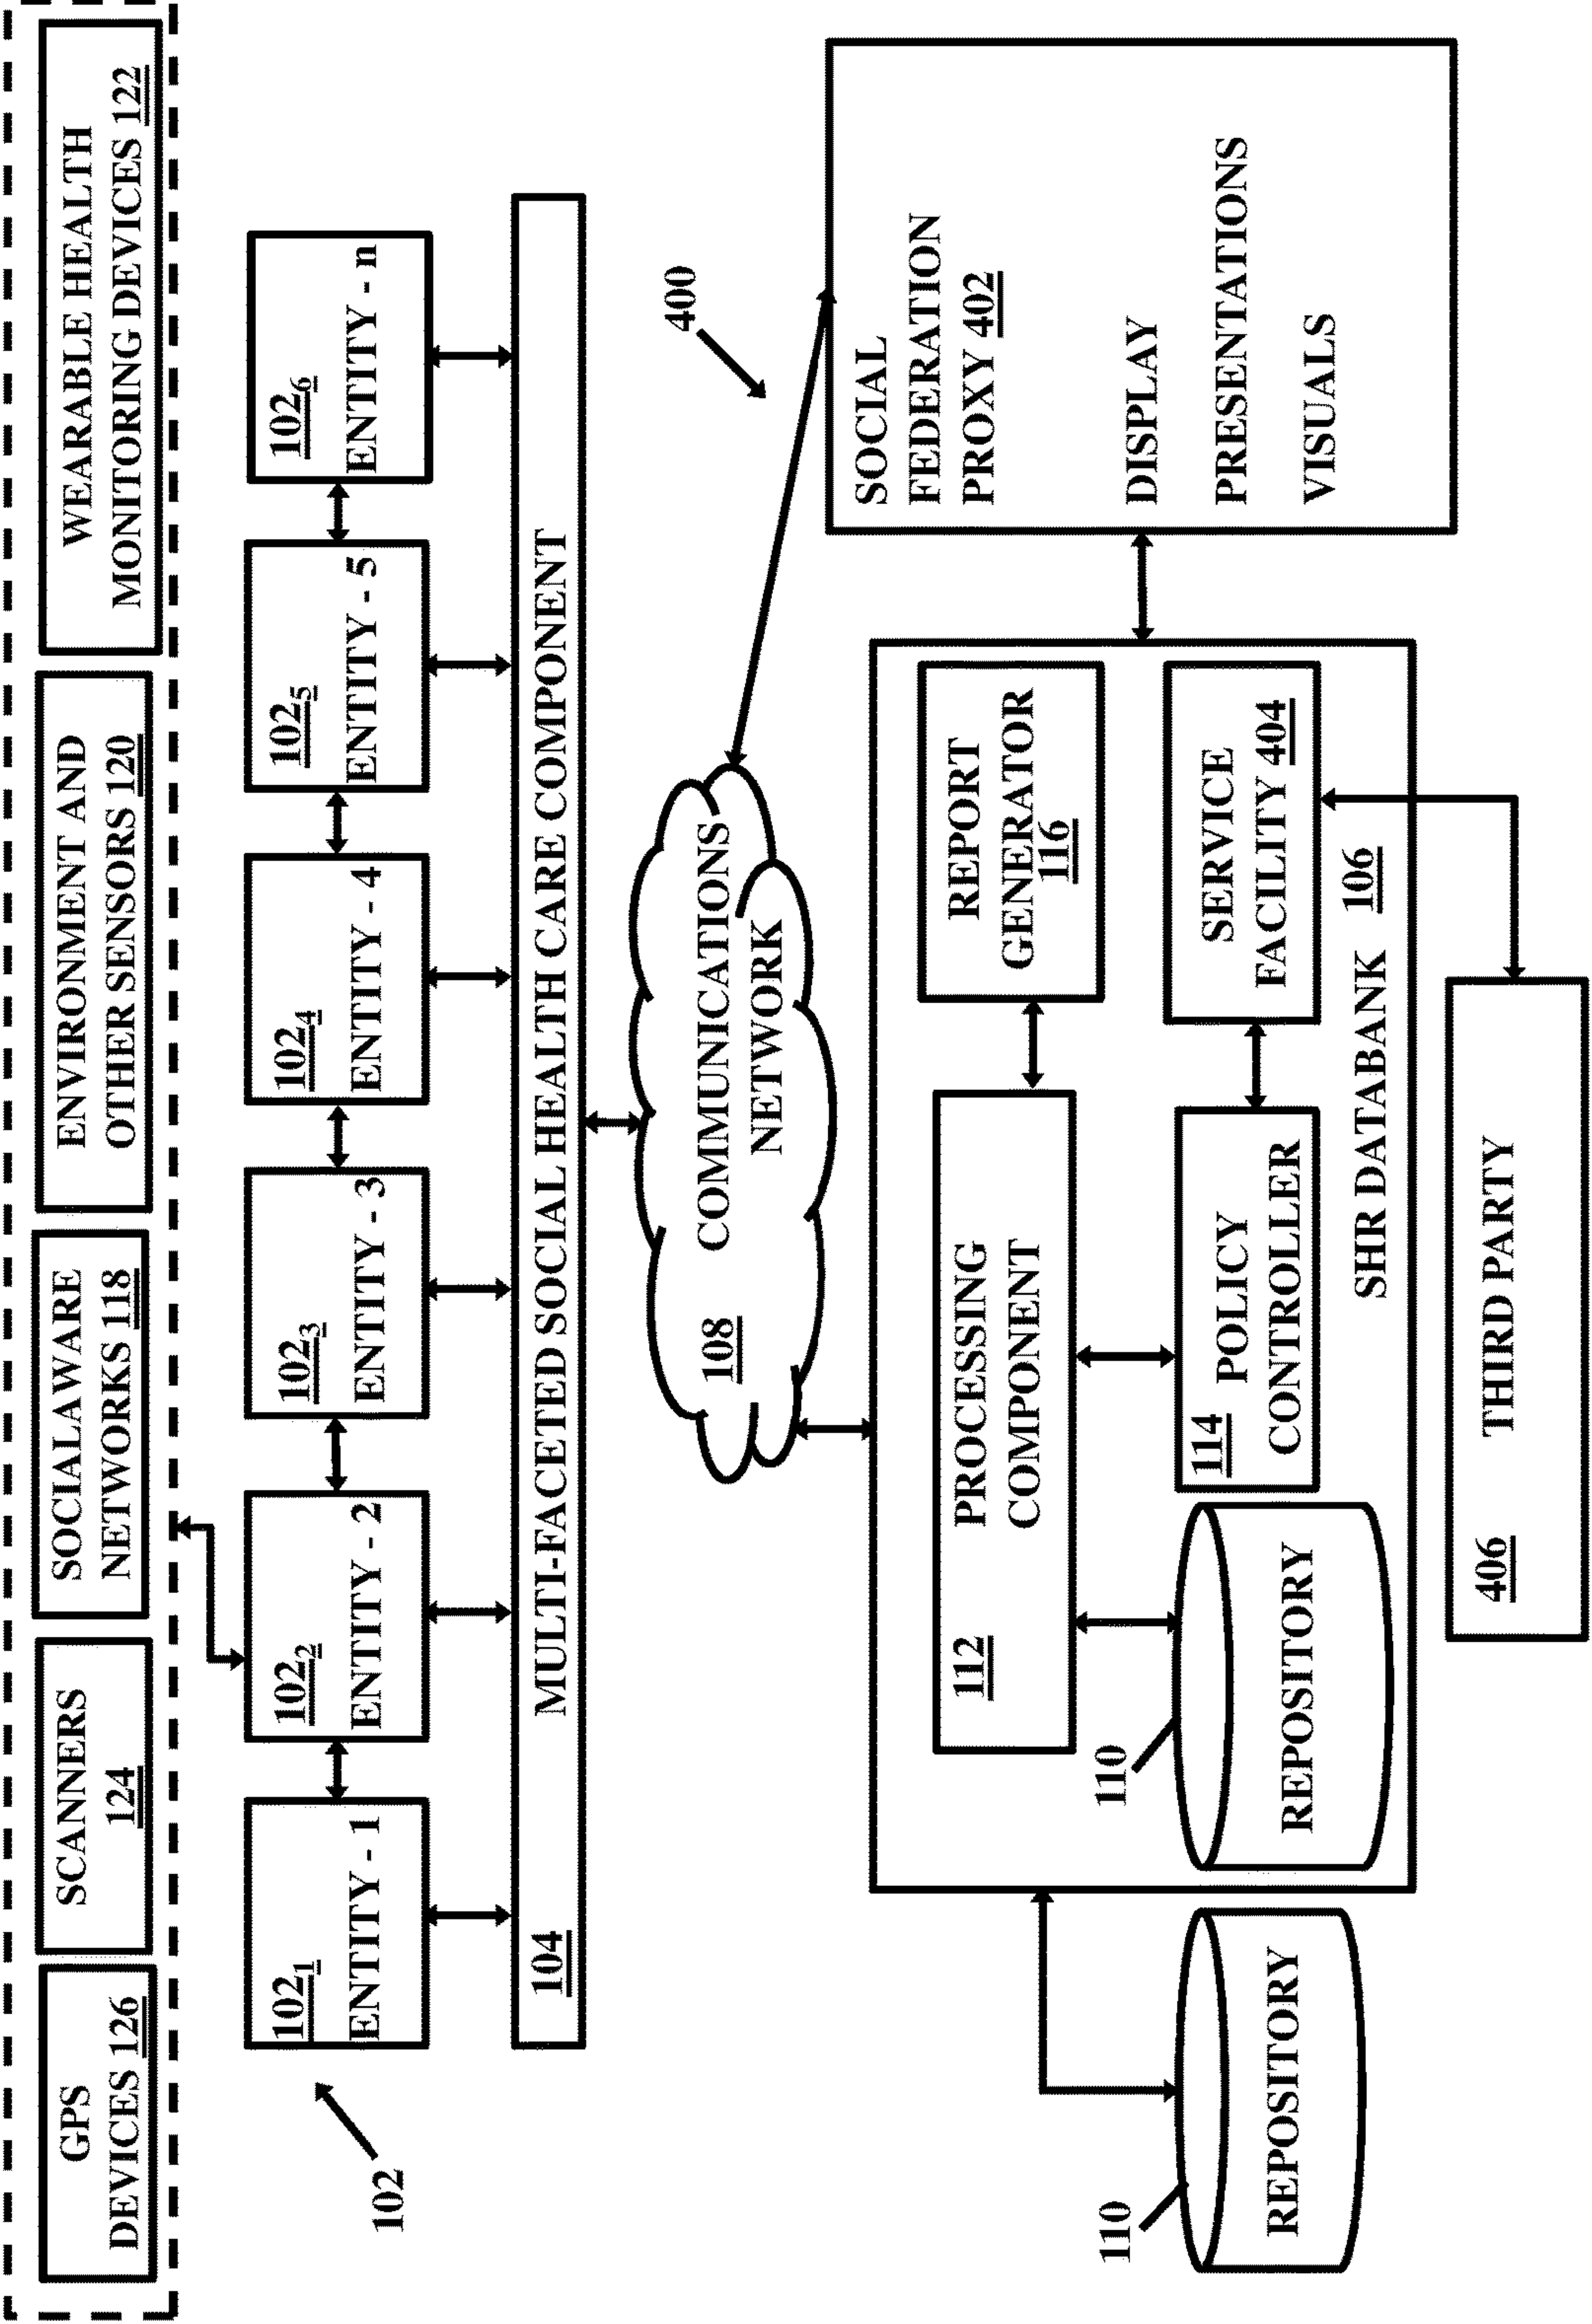 GPS
DEVICES 126
SCANNERS
124
SOCIALWARE
NETWORKS 118
ENVIRONMENT AND
OTHER SENSORS 120
WEARABLE HEALTH
MONITORING DEVICES 122
102
102₁
ENTITY - 1
102₂
ENTITY - 2
102₃
ENTITY - 3
102₄
ENTITY - 4
102₅
ENTITY - 5
102₆
ENTITY - n
104
MULTI-FACETED SOCIAL HEALTH CARE COMPONENT
400
108
COMMUNICATIONS
NETWORK
110
REPOSITORY
112
PROCESSING
COMPONENT
REPORT
GENERATOR
116
110
REPOSITORY
114
POLICY
CONTROLLER
SERVICE
FACILITY 404
SHR DATABANK 106
SOCIAL
FEDERATION
PROXY 402
DISPLAY
PRESENTATIONS
VISUALS
406
THIRD PARTY